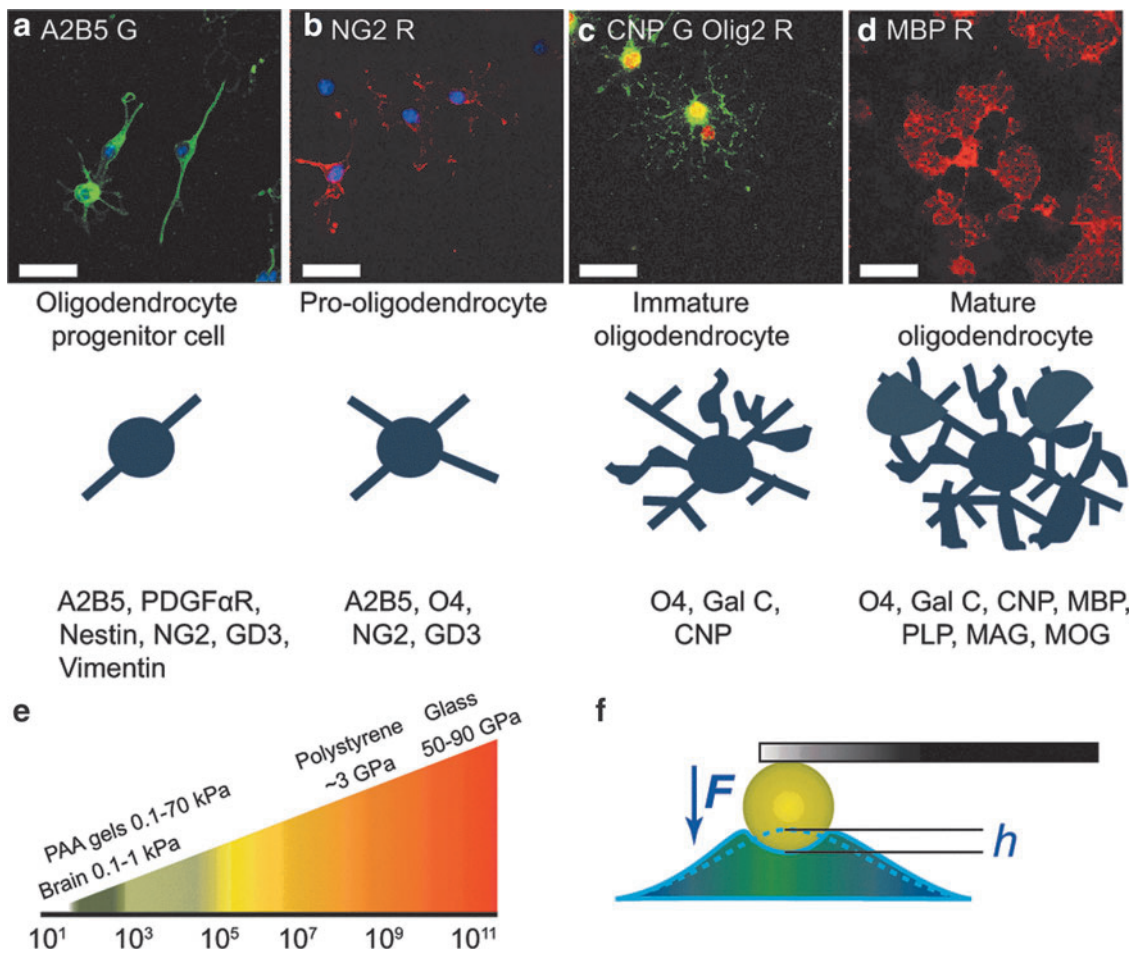 a A2B5 G
b NG2 R
c CNP G Olig2 R
d MBP R
Oligodendrocyte
progenitor cell
Pro-oligodendrocyte
Immature
oligodendrocyte
Mature
oligodendrocyte
A2B5, PDGFαR,
Nestin, NG2, GD3,
Vimentin
A2B5, O4,
NG2, GD3
O4, Gal C,
CNP
O4, Gal C, CNP, MBP,
PLP, MAG, MOG
e
PAA gels 0.1-70 kPa
Brain 0.1-1 kPa
Polystyrene
~3 GPa
Glass
50-90 GPa
10¹ 10³ 10⁵ 10⁷ 10⁹ 10¹¹
f
F
h